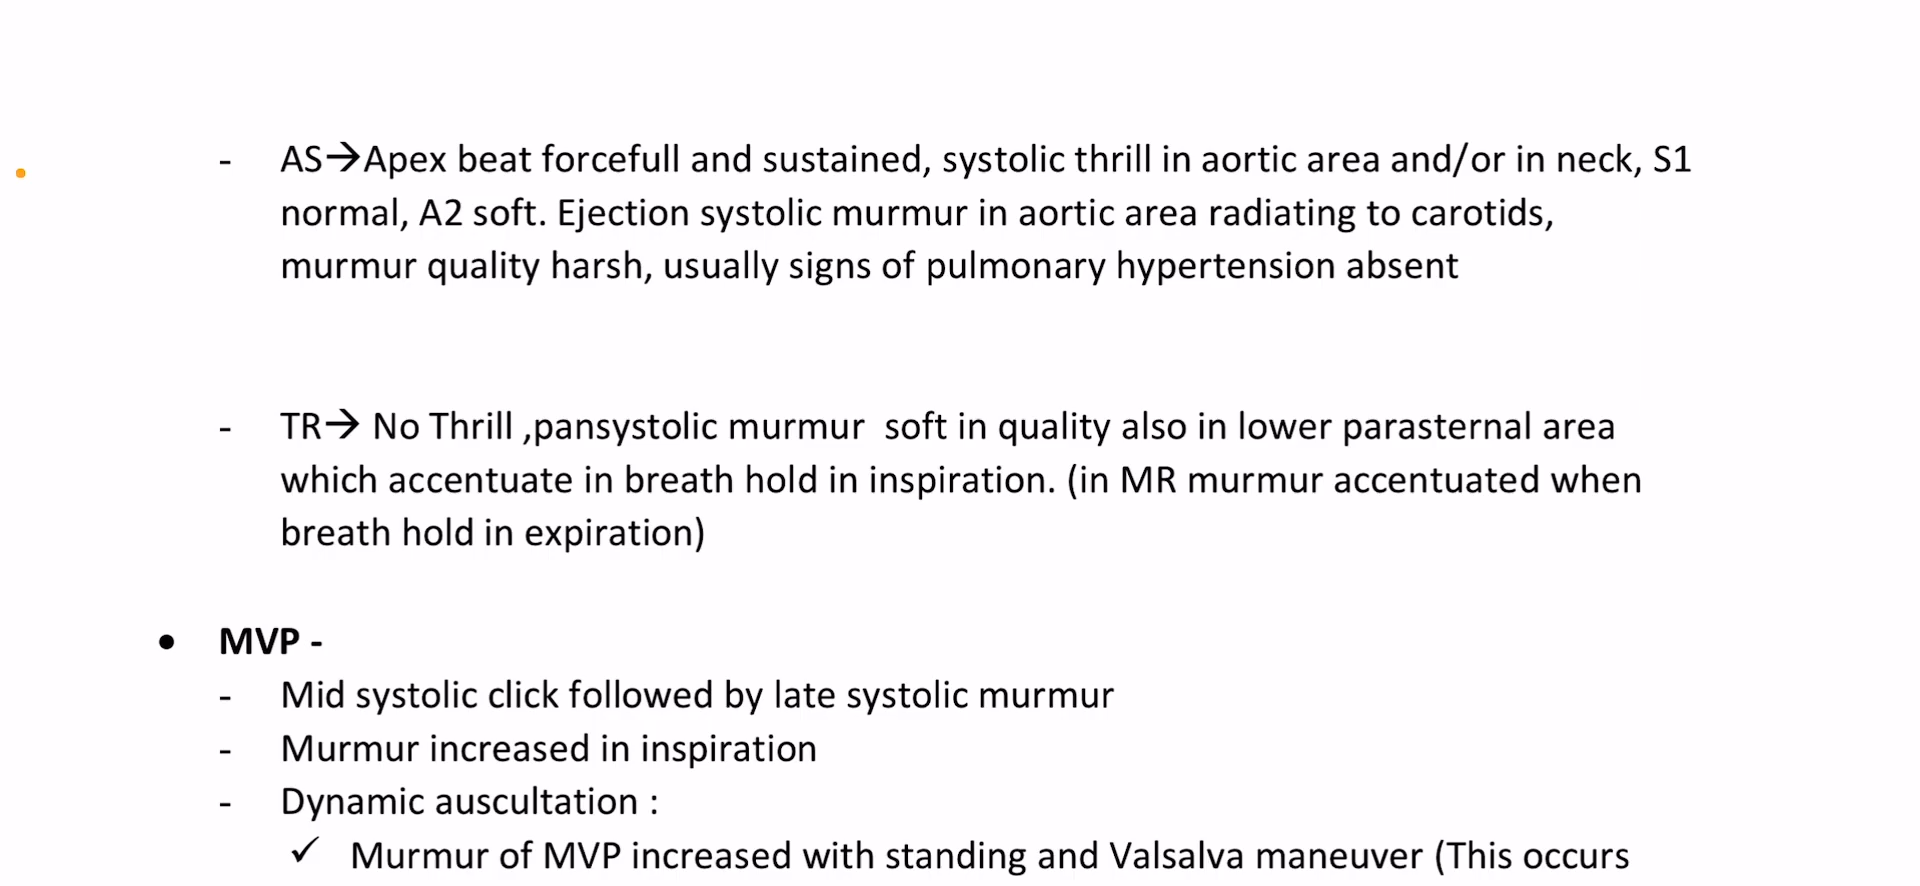 - AS→Apex beat forcefull and sustained, systolic thrill in aortic area and/or in neck, S1
normal, A2 soft. Ejection systolic murmur in aortic area radiating to carotids,
murmur quality harsh, usually signs of pulmonary hypertension absent
- TR→ No Thrill ,pansystolic murmur  soft in quality also in lower parasternal area
which accentuate in breath hold in inspiration. (in MR murmur accentuated when
breath hold in expiration)
• MVP -
- Mid systolic click followed by late systolic murmur
- Murmur increased in inspiration
- Dynamic auscultation :
✓ Murmur of MVP increased with standing and Valsalva maneuver (This occurs